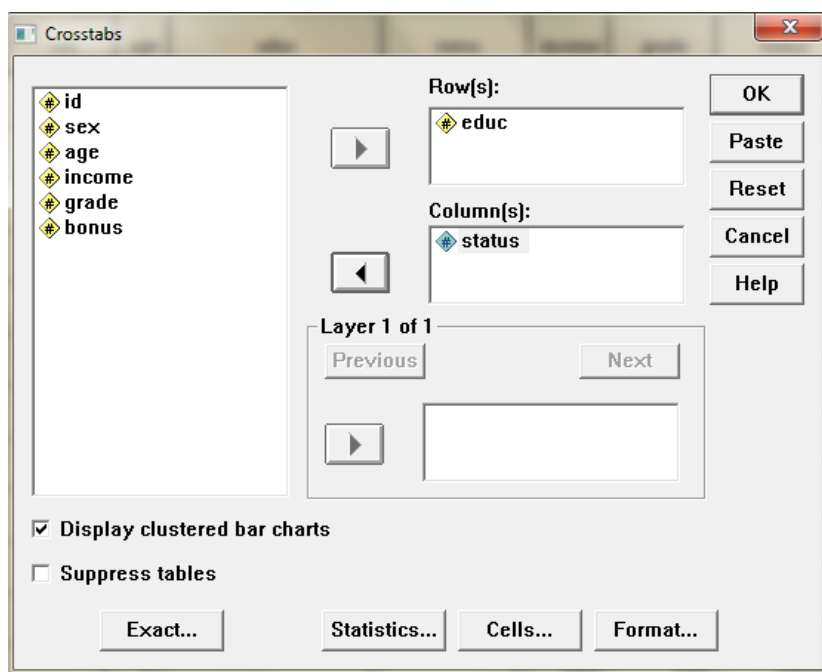 Crosstabs
id
sex
age
income
grade
bonus
Row(s):
educ
Column(s):
status
Layer 1 of 1
Previous
Next
Display clustered bar charts
Suppress tables
Exact...
Statistics...
Cells...
Format...
OK
Paste
Reset
Cancel
Help